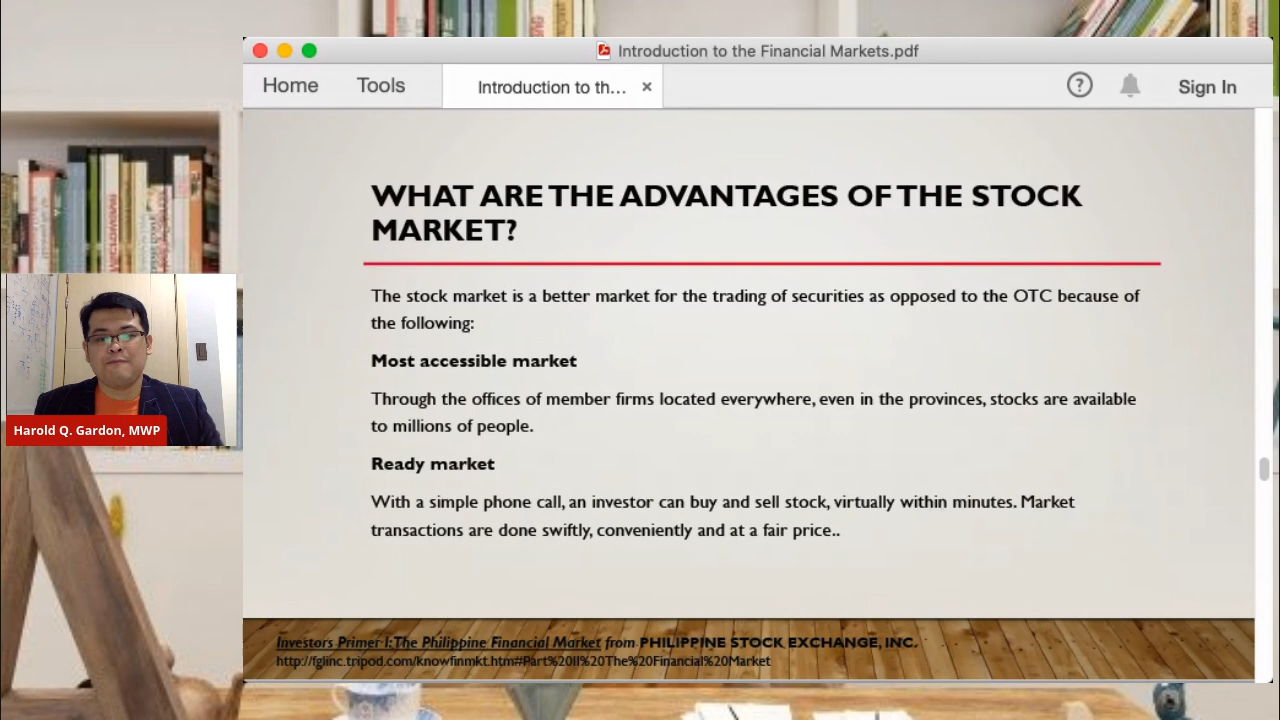 Introduction to the Financial Markets.pdf
Home
Tools
Introduction to th...
×
?
Sign In
WHAT ARE THE ADVANTAGES OF THE STOCK
MARKET?
The stock market is a better market for the trading of securities as opposed to the OTC because of
the following:
Most accessible market
Through the offices of member firms located everywhere, even in the provinces, stocks are available
to millions of people.
Ready market
With a simple phone call, an investor can buy and sell stock, virtually within minutes. Market
transactions are done swiftly, conveniently and at a fair price..
Harold Q. Gardon, MWP
Investors Primer I: The Philippine Financial Market from PHILIPPINE STOCK EXCHANGE, INC.
http://fglinc.tripod.com/knowfinmkt.htm#Part%20II%20The%20Financial%20Market